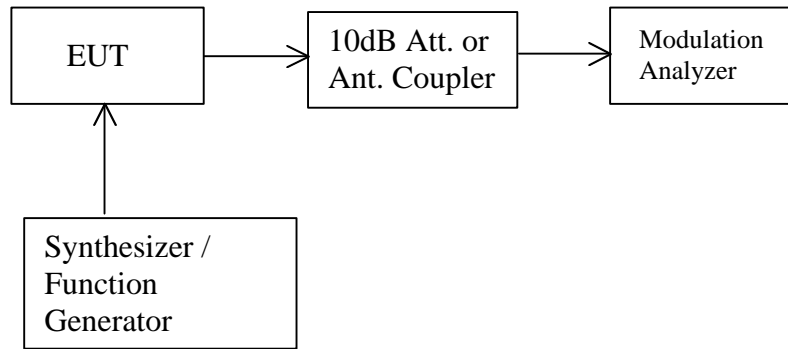 EUT
10dB Att. or
Ant. Coupler
Modulation
Analyzer
Synthesizer /
Function
Generator